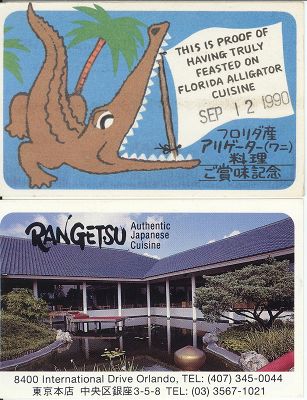 THIS IS PROOF OF
HAVING TRULY
FEASTED ON
FLORIDA ALLIGATOR
CUISINE
SEP 12 1990
フロリダ産
アリゲーター(ワニ)
料理
ご賞味記念
RANGETSU
Authentic
Japanese
Cuisine
8400 International Drive Orlando, TEL: (407) 345-0044
東京本店 中央区銀座3-5-8 TEL: (03) 3567-1021